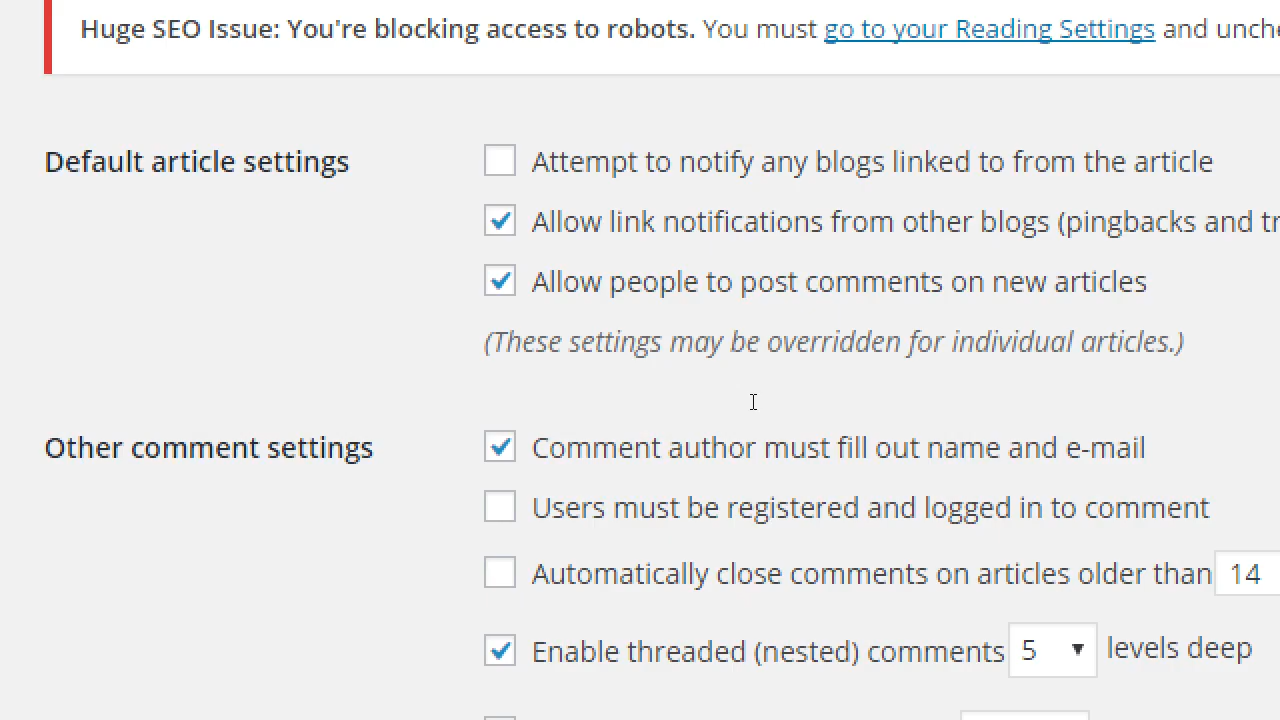 Huge SEO Issue: You're blocking access to robots. You must go to your Reading Settings and
Default article settings
Attempt to notify any blogs linked to from the article
Allow link notifications from other blogs (pingbacks and
Allow people to post comments on new articles
(These settings may be overridden for individual articles.)
Other comment settings
Comment author must fill out name and e-mail
Users must be registered and logged in to comment
Automatically close comments on articles older than 14
Enable threaded (nested) comments 5 levels deep